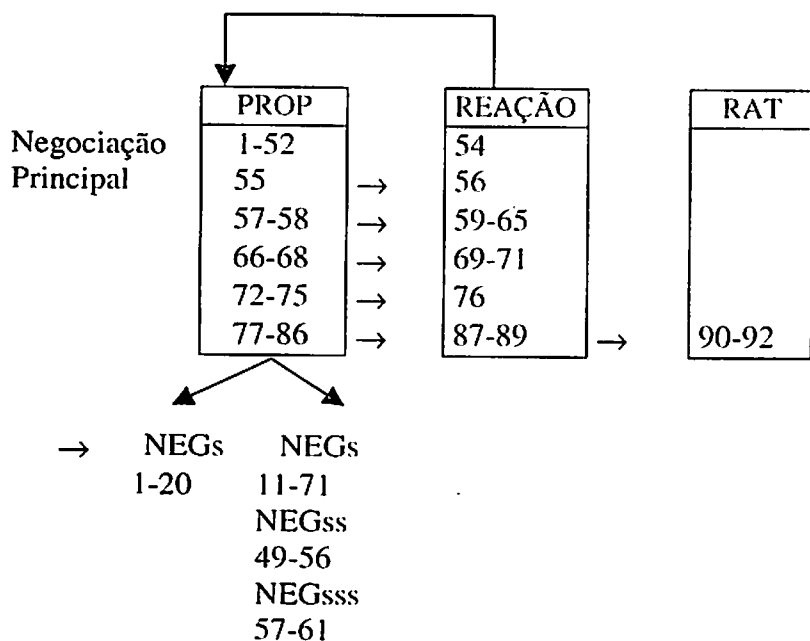 PROP REAÇÃO RAT
Negociação 1-52 54
Principal 55 → 56
57-58 → 59-65
66-68 → 69-71
72-75 → 76
77-86 → 87-89 → 90-92
→ NEGs NEGs
1-20 11-71
NEGss
49-56
NEGsss
57-61